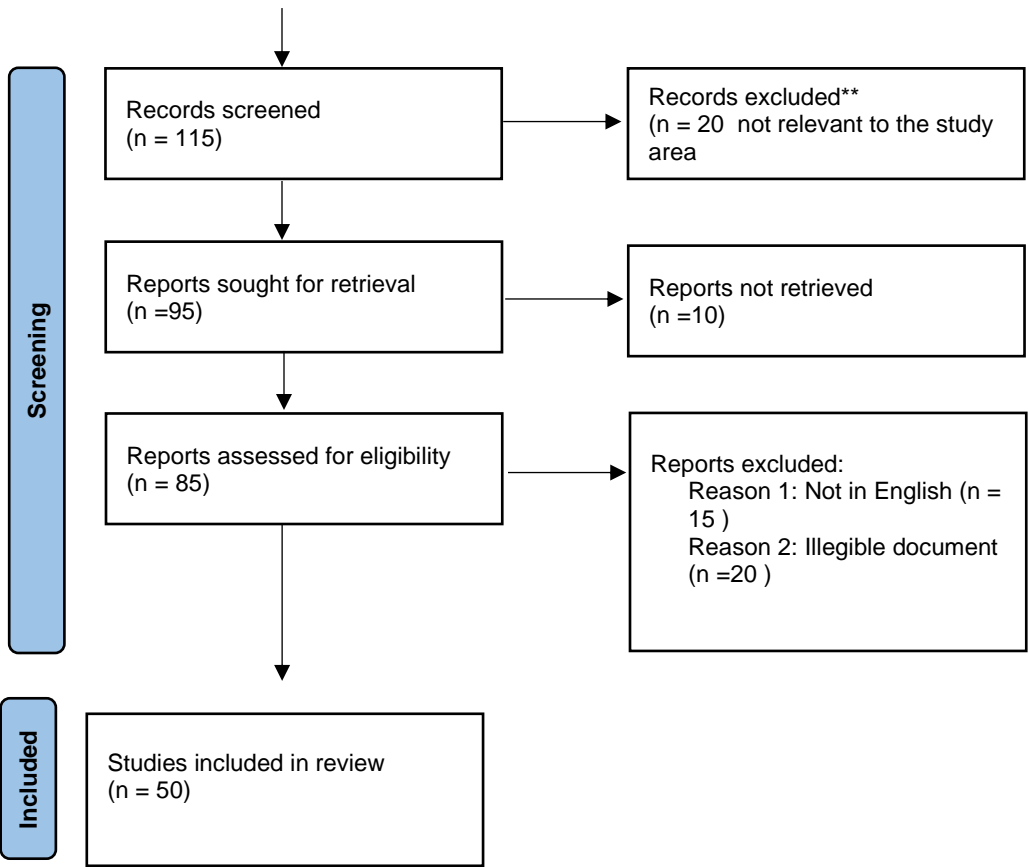 Screening
Records screened
(n = 115)
Records excluded**
(n = 20  not relevant to the study
area
Reports sought for retrieval
(n =95)
Reports not retrieved
(n =10)
Reports assessed for eligibility
(n = 85)
Reports excluded:
Reason 1: Not in English (n =
15 )
Reason 2: Illegible document
(n =20 )
Included
Studies included in review
(n = 50)